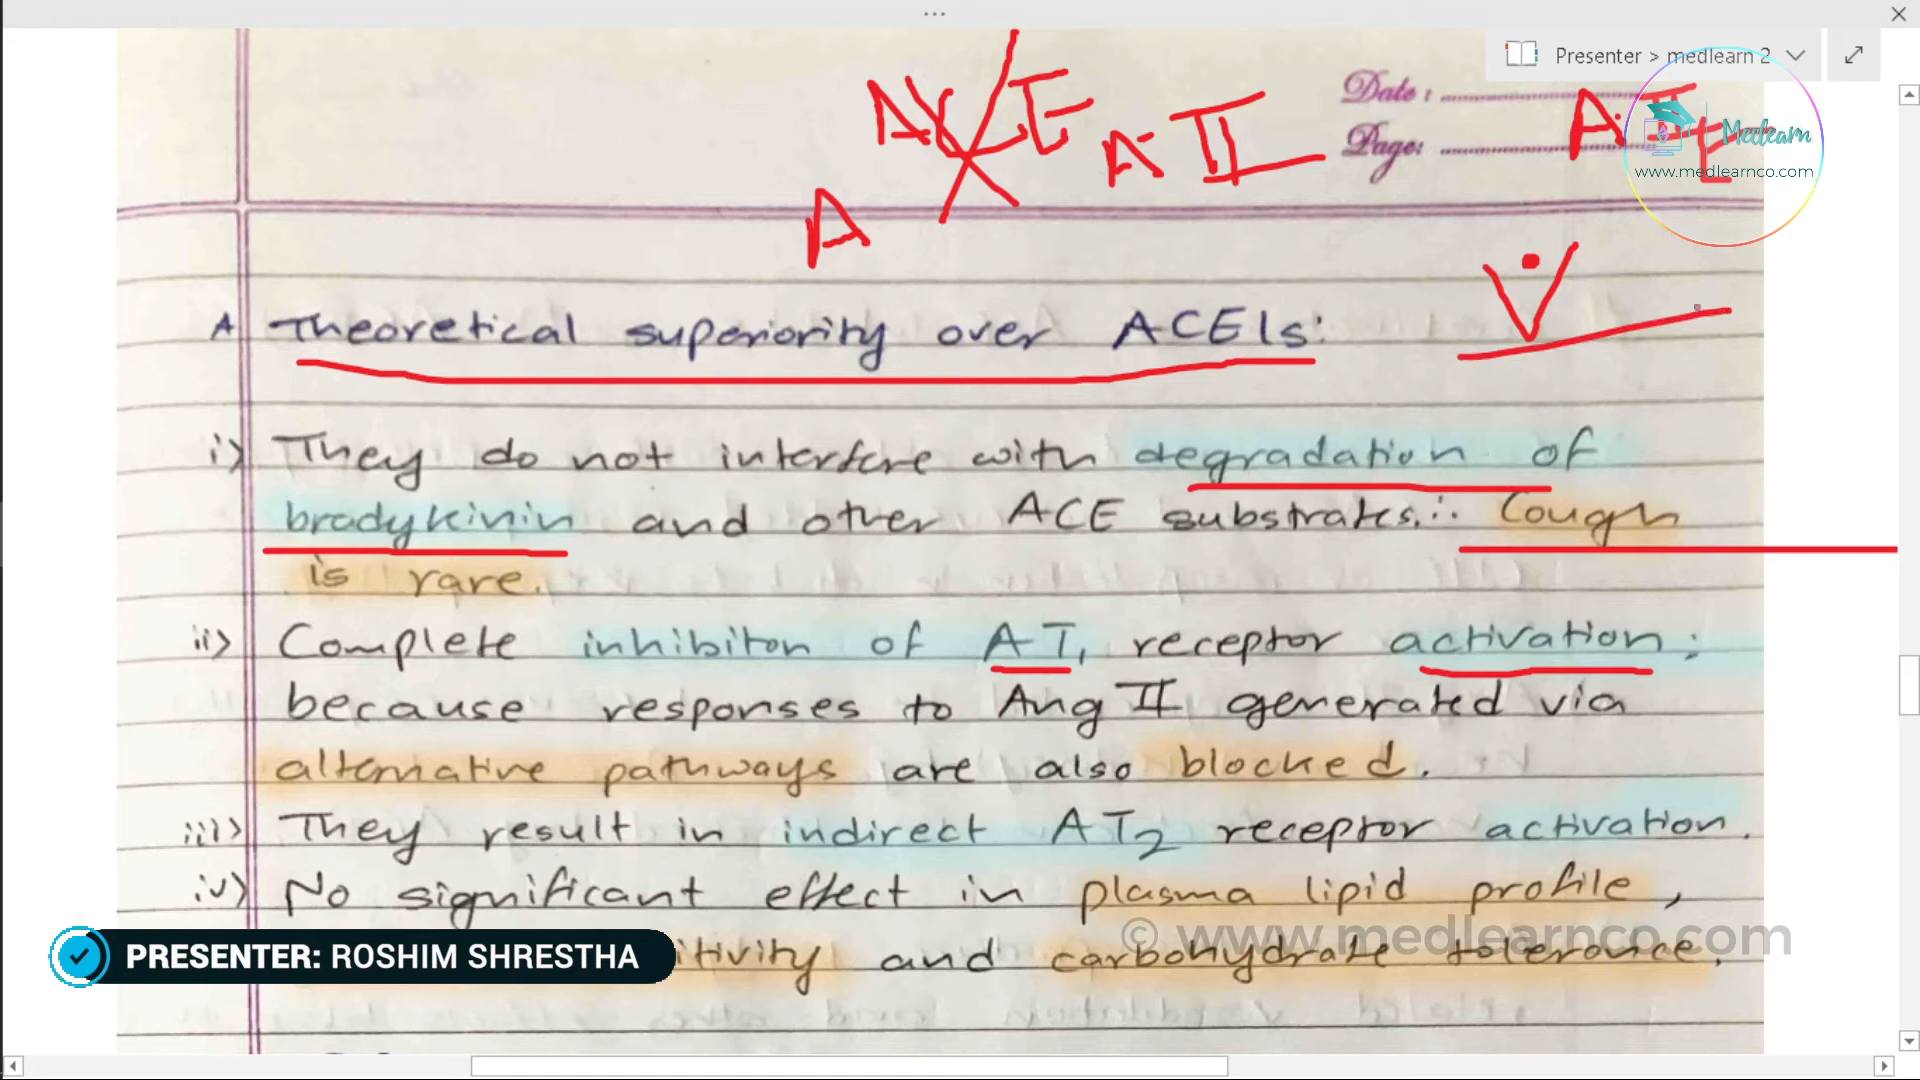 Presenter > medlearn 2
Date :
Page:
Medlearn
www.medlearnco.com
ACE
A II
A II
A
V
A Theoretical superiority over ACEIs:
i) They do not interfere with degradation of
bradykinin and other ACE substrates. ∴ Cough
is rare.
ii) Complete inhibiton of AT1 receptor activation;
because responses to Ang II generated via
alternative pathways are also blocked.
iii) They result in indirect AT2 receptor activation.
iv) No significant effect in plasma lipid profile,
itivity and carbohydrate tolerance.
© www.medlearnco.com
PRESENTER: ROSHIM SHRESTHA